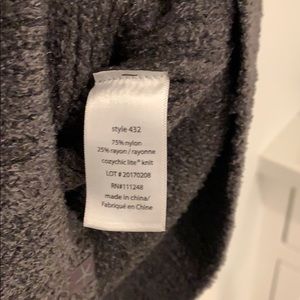 style 432
75% nylon
25% rayon / rayonne
cozychic lite® knit
LOT # 20170208
RN#111248
made in china/
Fabriqué en Chine